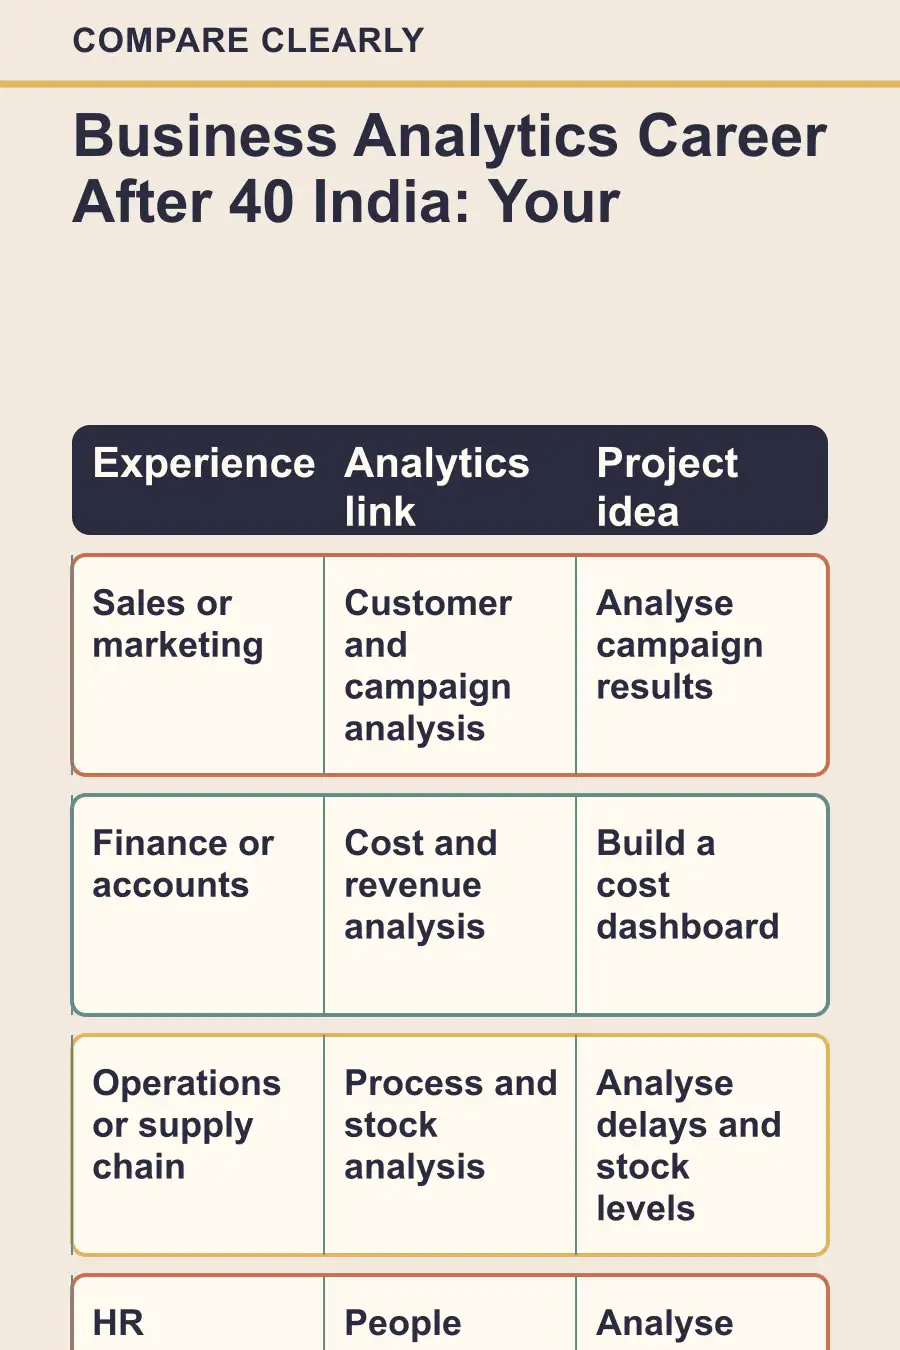 COMPARE CLEARLY
Business Analytics Career
After 40 India: Your
Experience
Analytics
link
Project
idea
Sales or
marketing
Customer
and
campaign
analysis
Analyse
campaign
results
Finance or
accounts
Cost and
revenue
analysis
Build a
cost
dashboard
Operations
or supply
chain
Process and
stock
analysis
Analyse
delays and
stock
levels
HR
People
Analyse